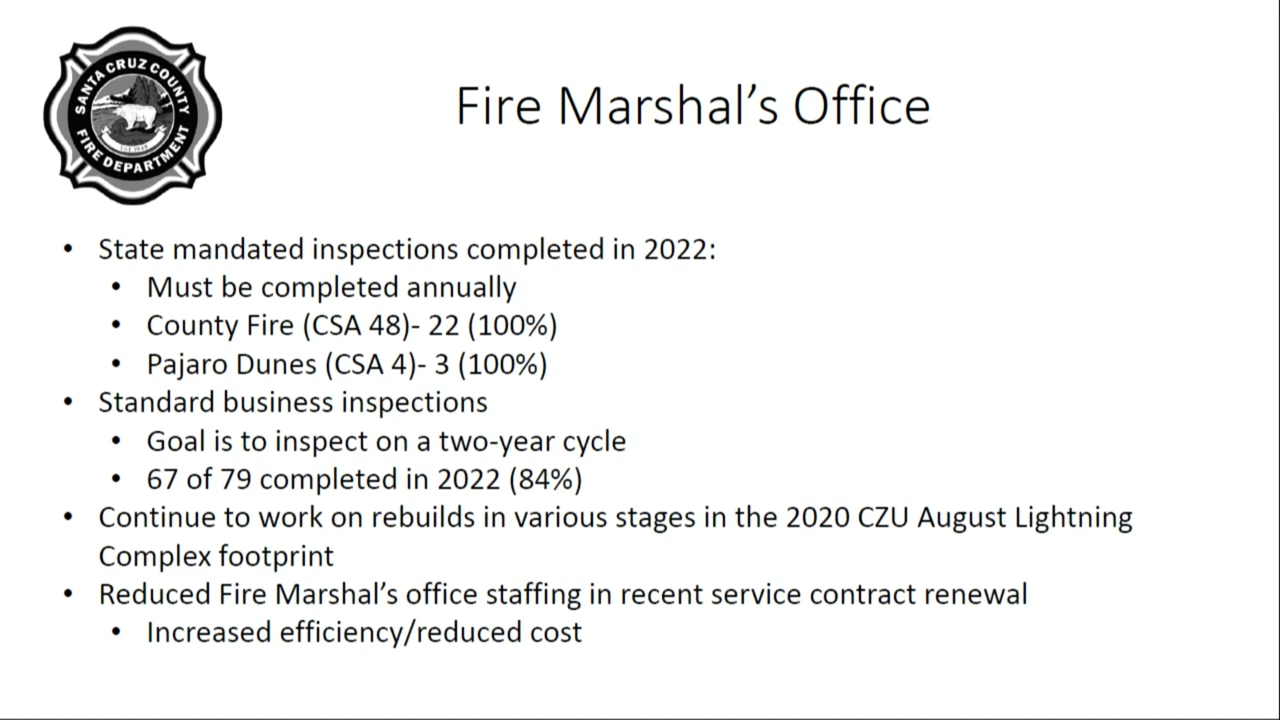 SANTA CRUZ COUNTY
FIRE DEPARTMENT
Fire Marshal’s Office
• State mandated inspections completed in 2022:
• Must be completed annually
• County Fire (CSA 48)- 22 (100%)
• Pajaro Dunes (CSA 4)- 3 (100%)
• Standard business inspections
• Goal is to inspect on a two-year cycle
• 67 of 79 completed in 2022 (84%)
• Continue to work on rebuilds in various stages in the 2020 CZU August Lightning
Complex footprint
• Reduced Fire Marshal’s office staffing in recent service contract renewal
• Increased efficiency/reduced cost